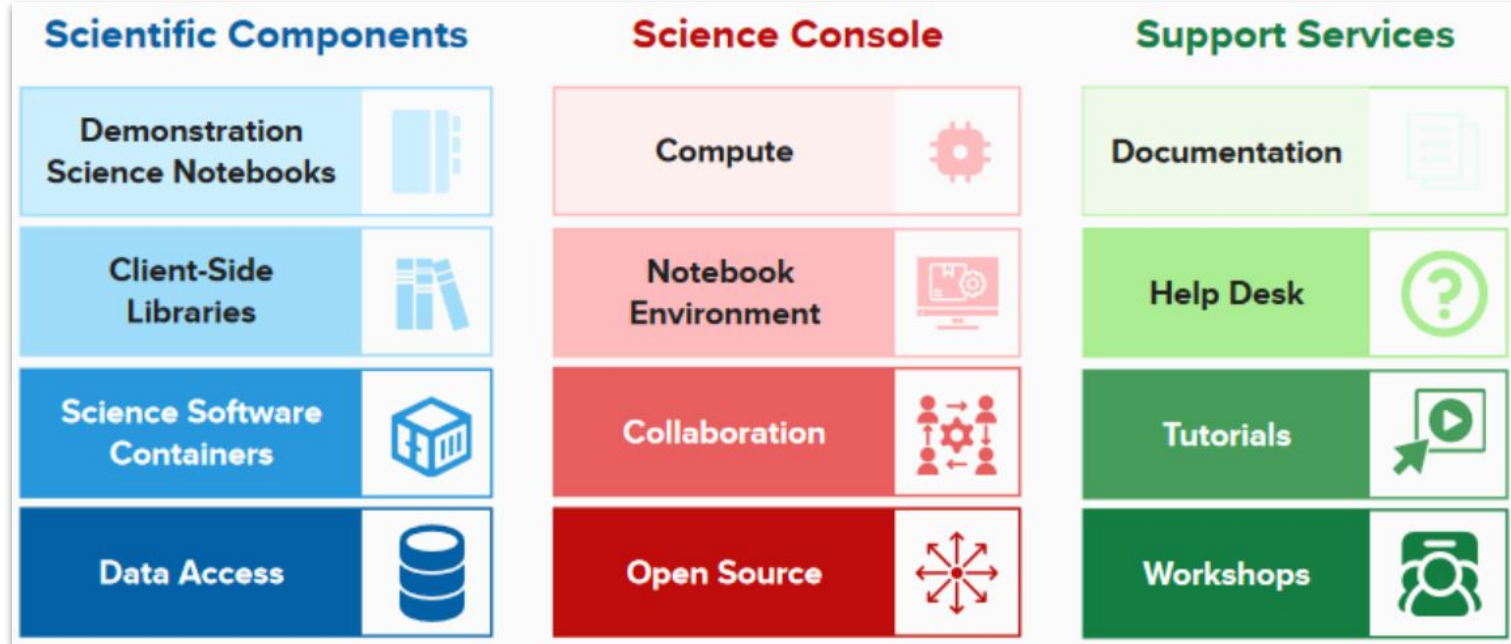 Scientific Components
Demonstration
Science Notebooks
Client-Side
Libraries
Science Software
Containers
Data Access
Science Console
Compute
Notebook
Environment
Collaboration
Open Source
Support Services
Documentation
Help Desk
?
Tutorials
Workshops